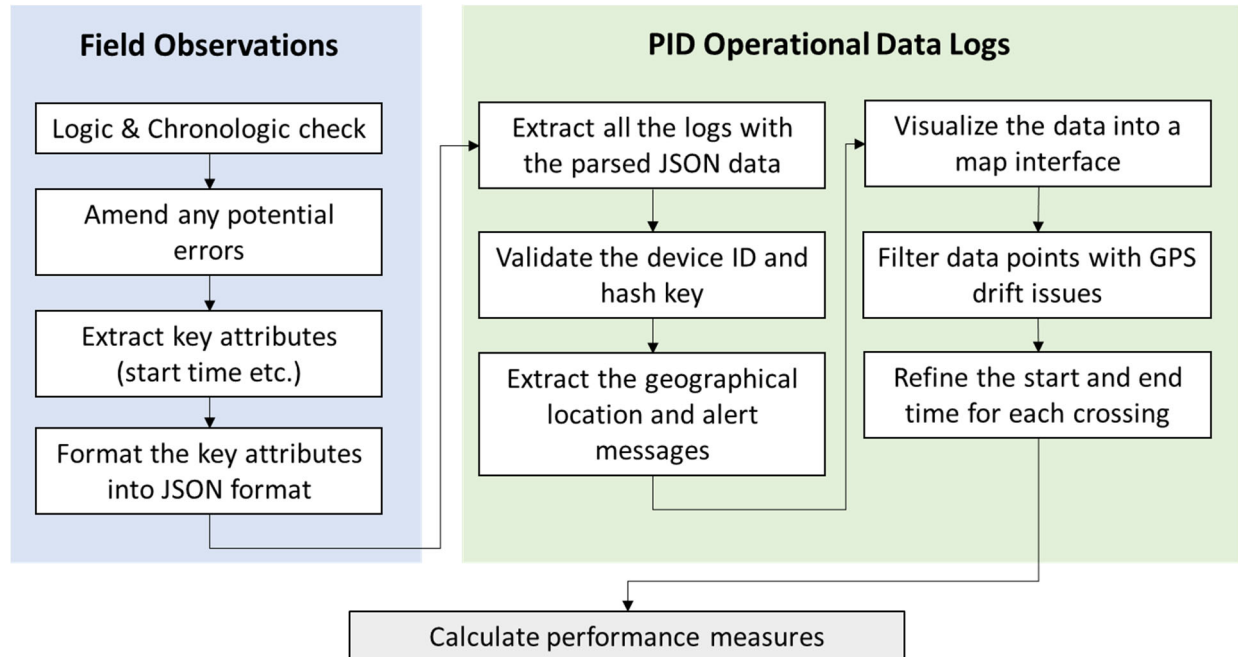 Field Observations
Logic & Chronologic check
Amend any potential
errors
Extract key attributes
(start time etc.)
Format the key attributes
into JSON format
PID Operational Data Logs
Extract all the logs with
the parsed JSON data
Validate the device ID and
hash key
Extract the geographical
location and alert
messages
Visualize the data into a
map interface
Filter data points with GPS
drift issues
Refine the start and end
time for each crossing
Calculate performance measures